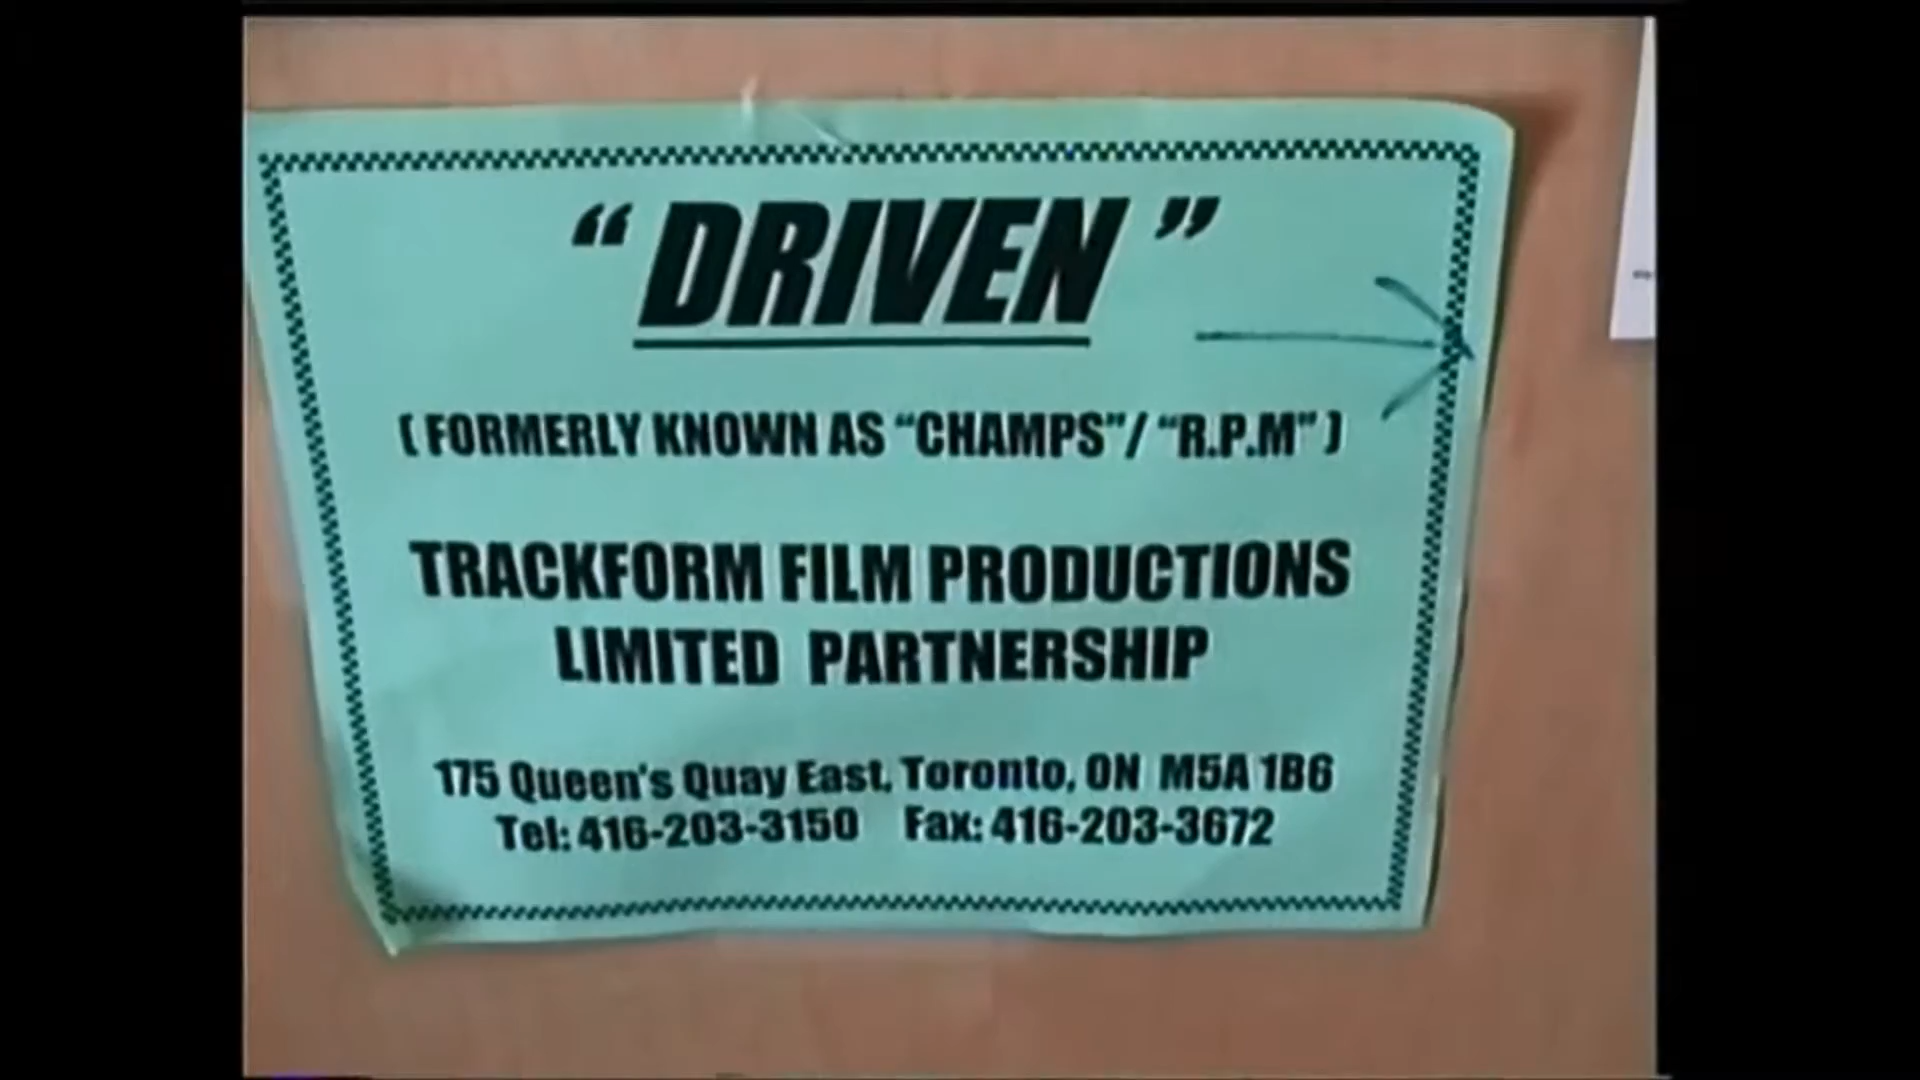 “DRIVEN”
( FORMERLY KNOWN AS “CHAMPS”/ “R.P.M” )
TRACKFORM FILM PRODUCTIONS
LIMITED PARTNERSHIP
175 Queen's Quay East, Toronto, ON M5A 1B6
Tel: 416-203-3150 Fax: 416-203-3672